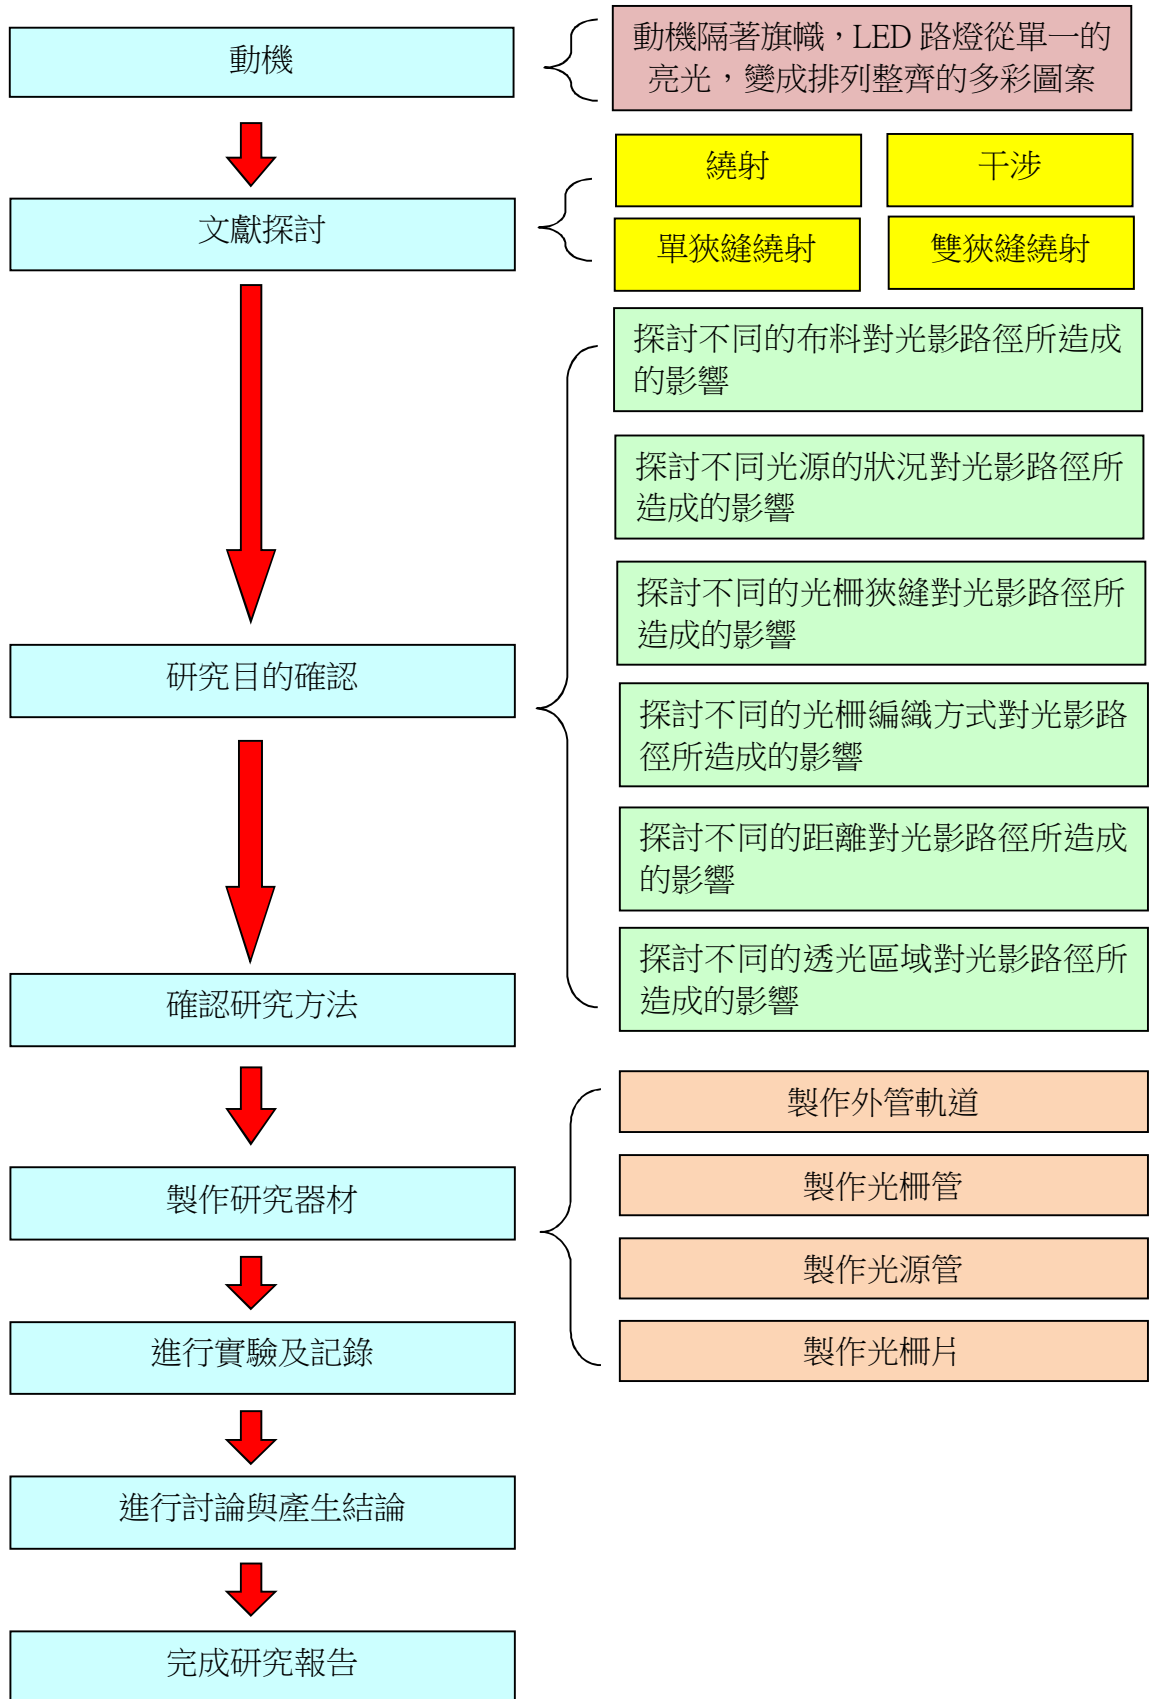 動機
動機隔著旗幟，LED 路燈從單一的
亮光，變成排列整齊的多彩圖案
文獻探討
繞射
干涉
單狹縫繞射
雙狹縫繞射
研究目的確認
探討不同的布料對光影路徑所造成
的影響
探討不同光源的狀況對光影路徑所
造成的影響
探討不同的光柵狹縫對光影路徑所
造成的影響
探討不同的光柵編織方式對光影路
徑所造成的影響
探討不同的距離對光影路徑所造成
的影響
探討不同的透光區域對光影路徑所
造成的影響
確認研究方法
製作研究器材
製作外管軌道
製作光柵管
製作光源管
製作光柵片
進行實驗及記錄
進行討論與產生結論
完成研究報告